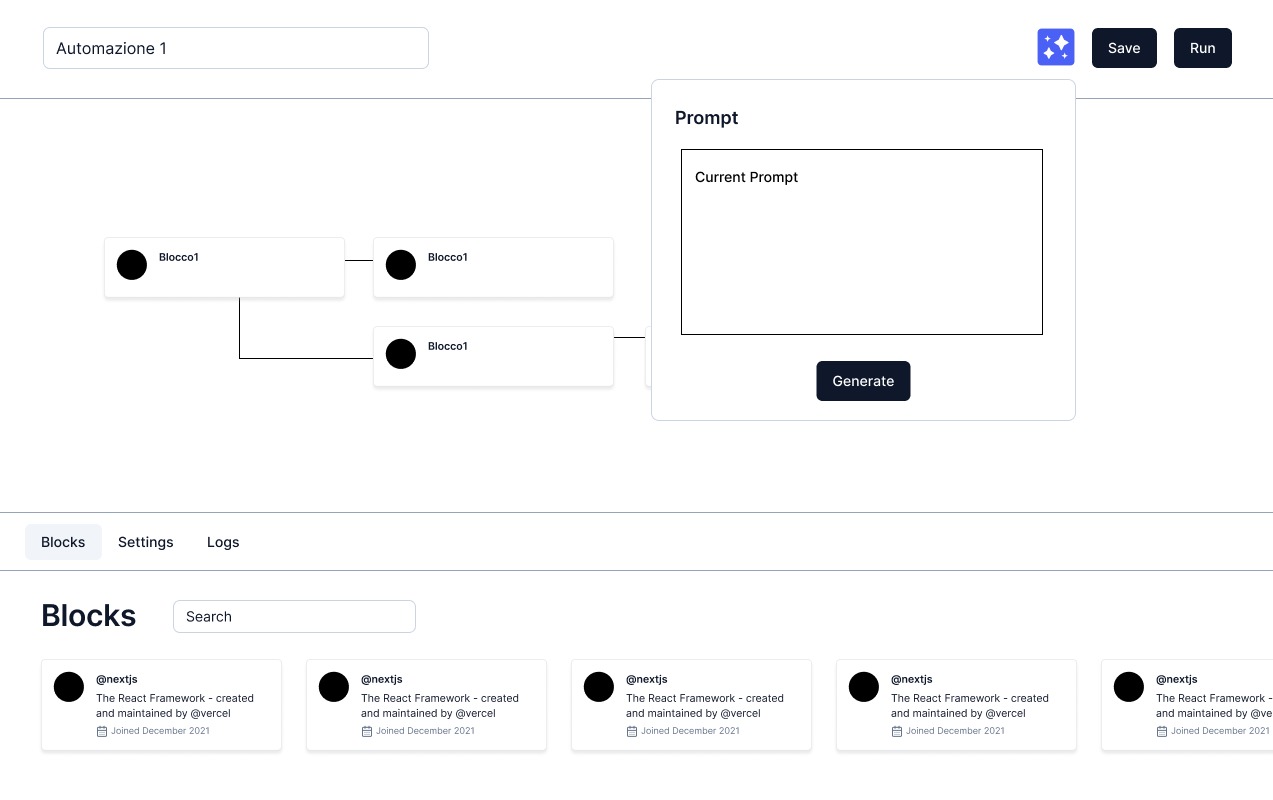 Automazione 1
Save
Run
Prompt
Current Prompt
Generate
Blocco1
Blocco1
Blocco1
Blocks
Settings
Logs
Blocks
Search
@nextjs
The React Framework - created
and maintained by @vercel
Joined December 2021
@nextjs
The React Framework - created
and maintained by @vercel
Joined December 2021
@nextjs
The React Framework - created
and maintained by @vercel
Joined December 2021
@nextjs
The React Framework - created
and maintained by @vercel
Joined December 2021
@nextjs
The React Framework -
and maintained by @ve
Joined December 2021